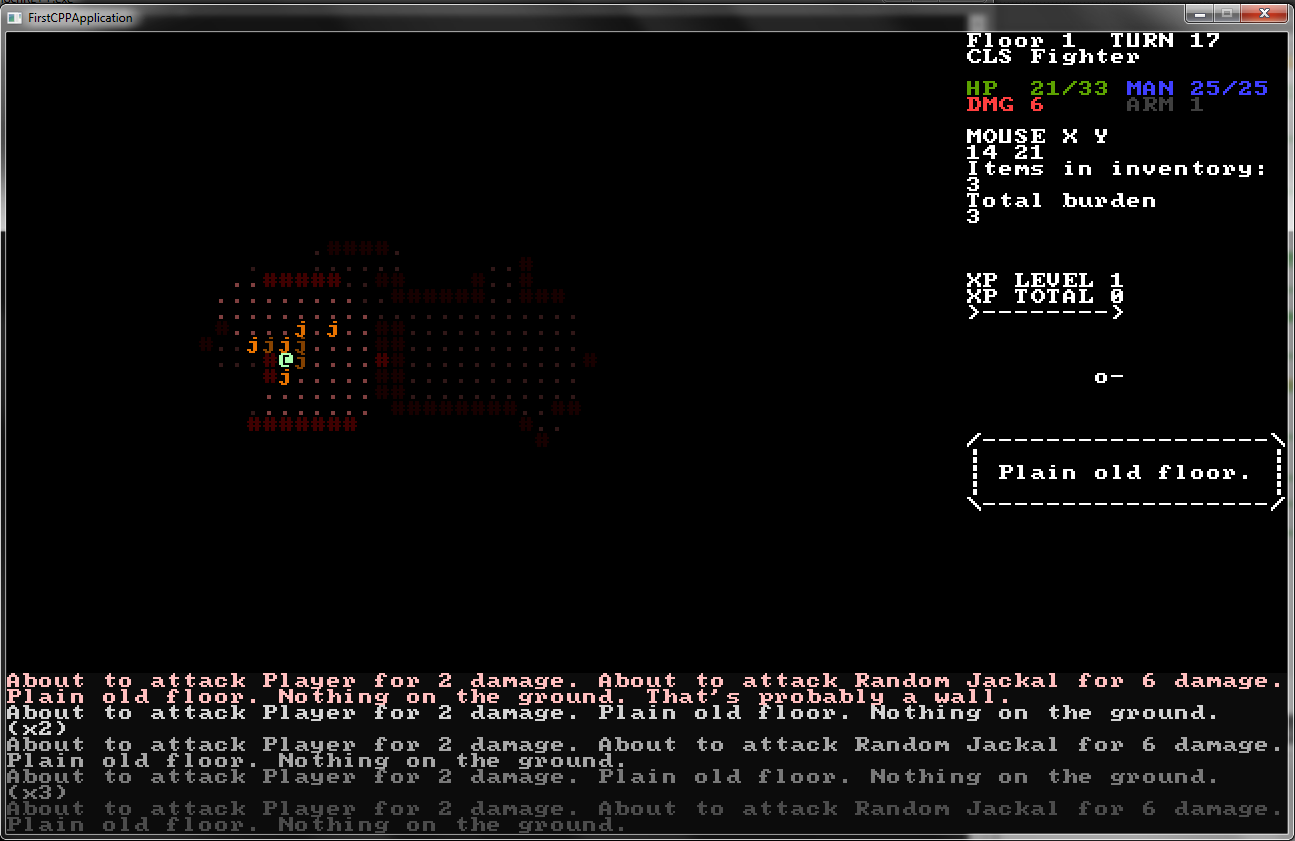 FirstCPPApplication
Floor 1 TURN 17
CLS Fighter
HP 21/33 MAN 25/25
DMG 6 ARM 1
MOUSE X Y
14 21
Items in inventory:
3
Total burden
3
XP LEVEL 1
XP TOTAL 0
>-------->
o-
Plain old floor.
j j
j j j j
@ j
j
About to attack Player for 2 damage. About to attack Random Jackal for 6 damage.
Plain old floor. Nothing on the ground. That's probably a wall.
About to attack Player for 2 damage. Plain old floor. Nothing on the ground.
(x2)
About to attack Player for 2 damage. About to attack Random Jackal for 6 damage.
Plain old floor. Nothing on the ground.
About to attack Player for 2 damage. Plain old floor. Nothing on the ground.
(x3)
About to attack Player for 2 damage. About to attack Random Jackal for 6 damage.
Plain old floor. Nothing on the ground.